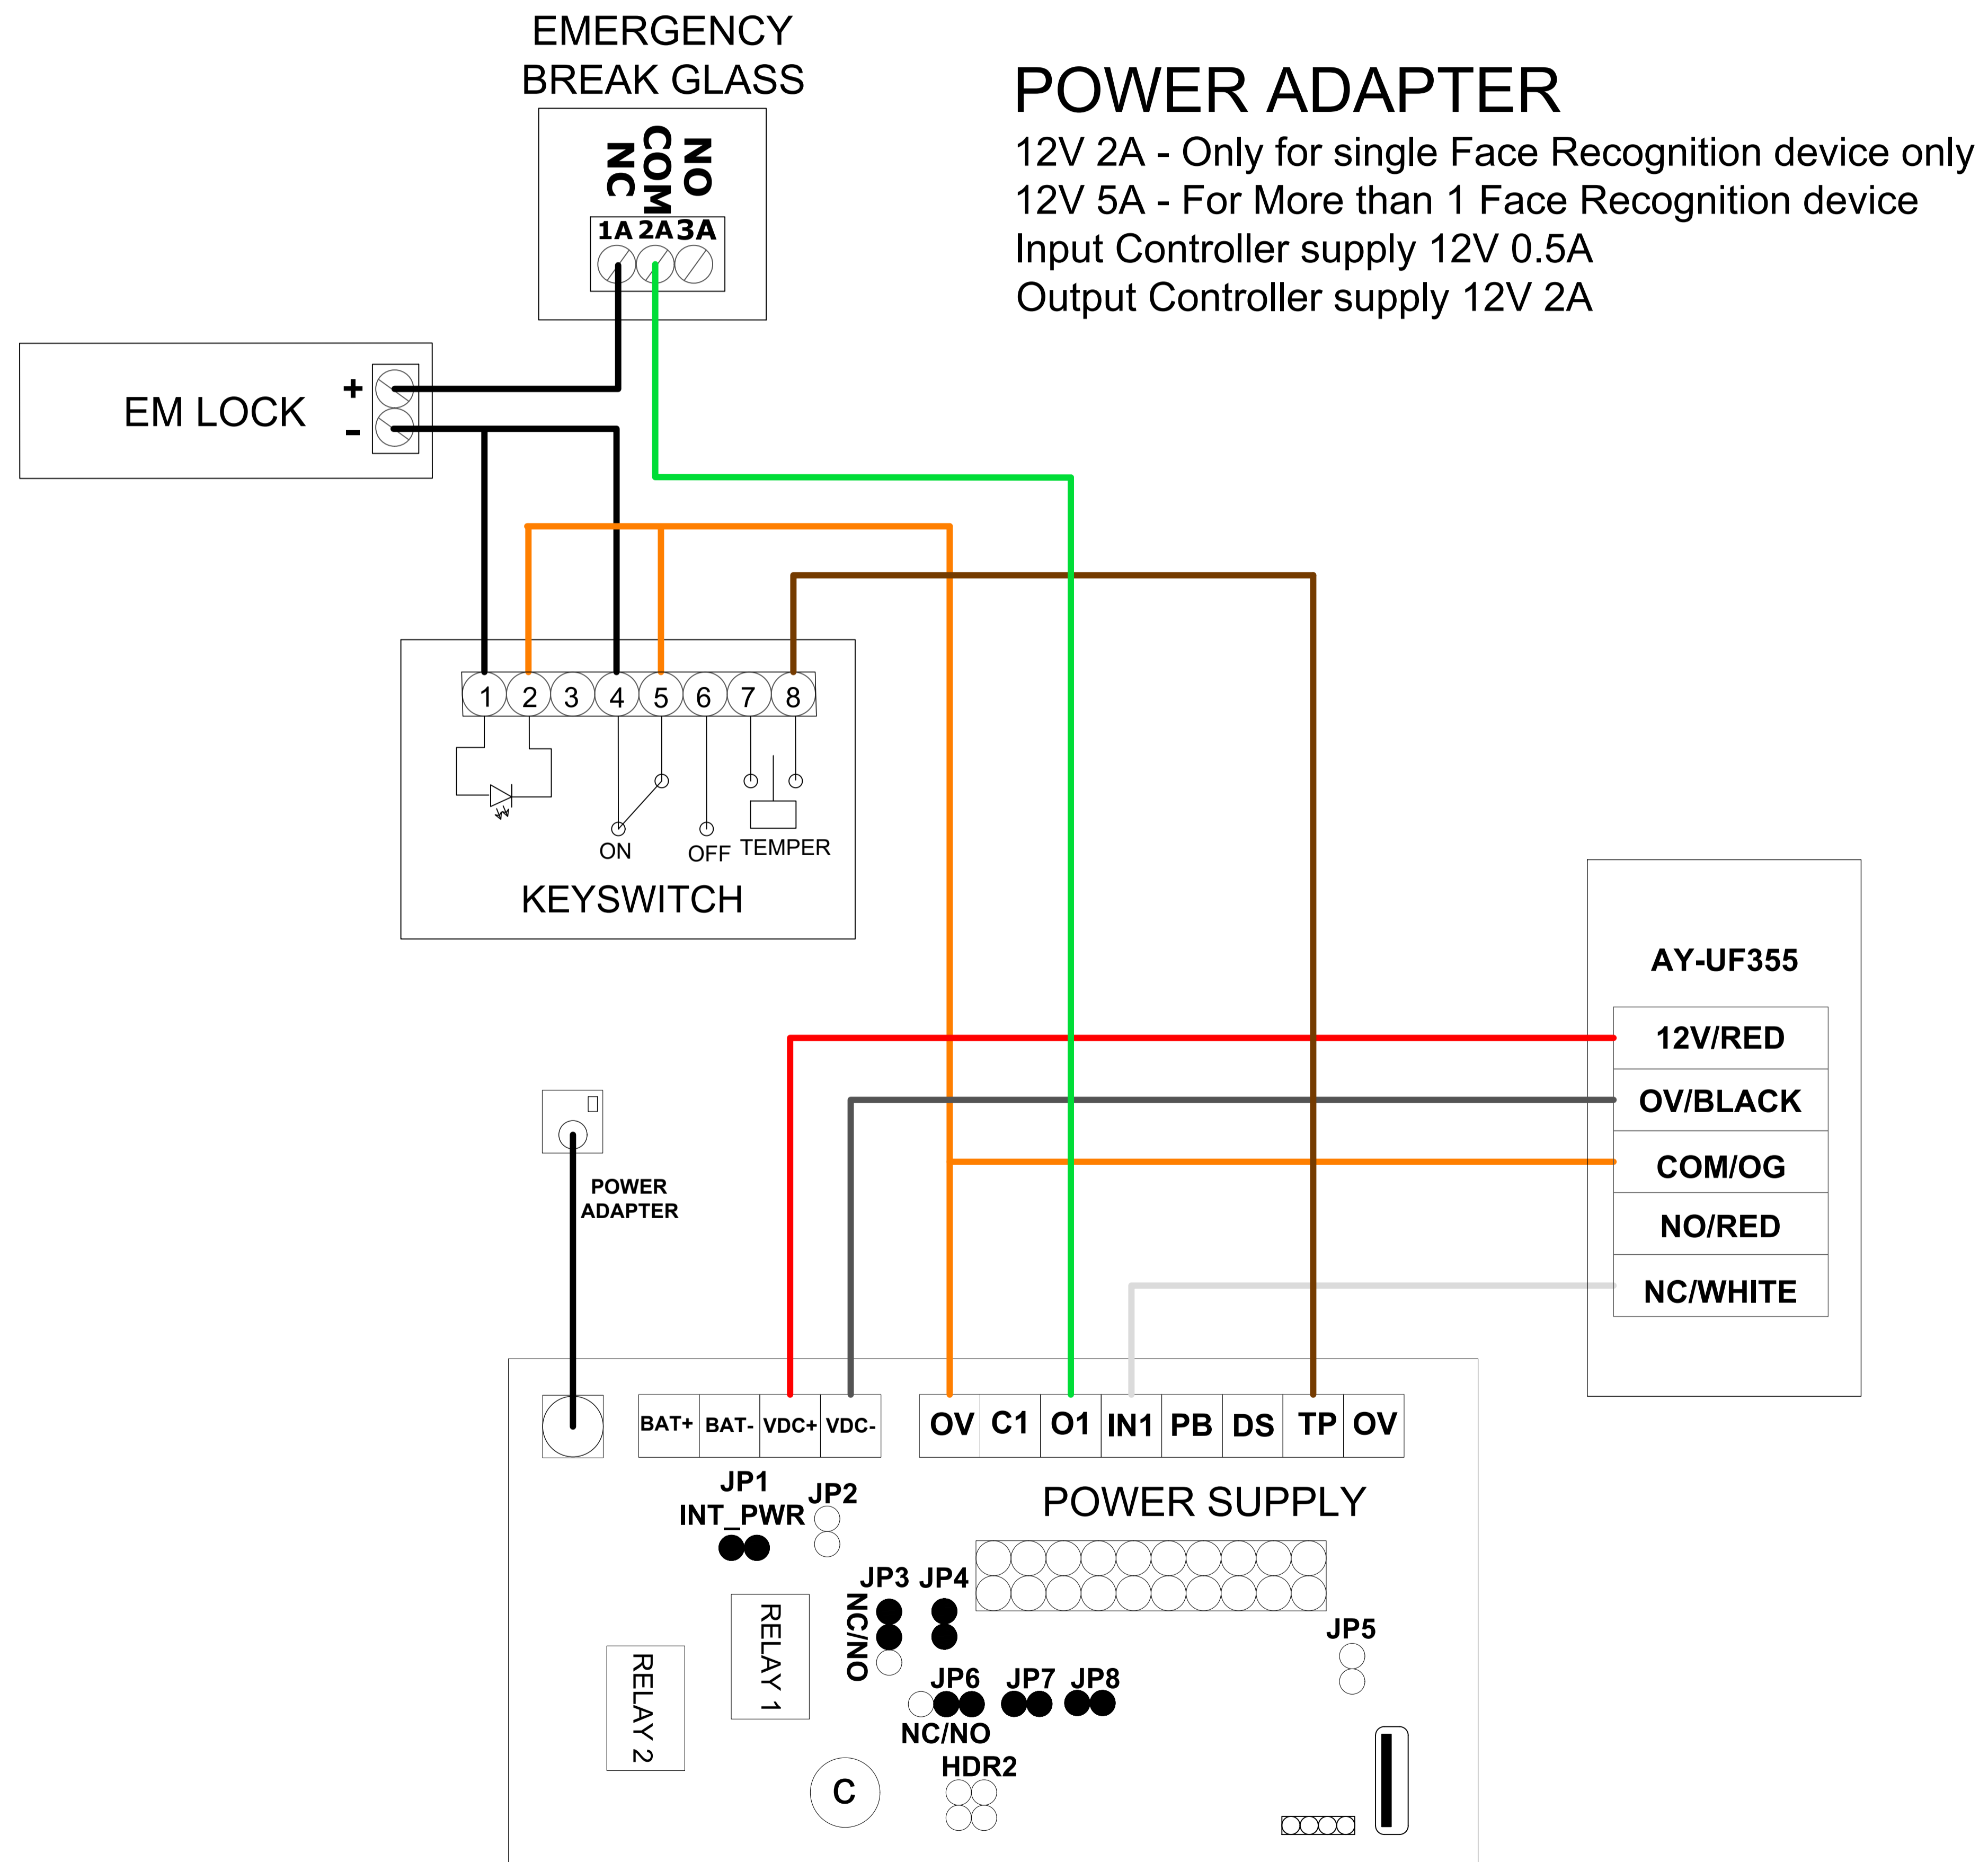 EMERGENCY
BREAK GLASS
POWER ADAPTER
12V 2A - Only for single Face Recognition device only
12V 5A - For More than 1 Face Recognition device
Input Controller supply 12V 0.5A
Output Controller supply 12V 2A
NC COM NO
1A 2A 3A
EM LOCK
+
-
1 2 3 4 5 6 7 8
ON
OFF
TEMPER
KEYSWITCH
AY-UF355
12V/RED
OV/BLACK
COM/OG
NO/RED
NC/WHITE
POWER
ADAPTER
BAT+ BAT- VDC+ VDC-
OV C1 O1 IN1 PB DS TP OV
JP1
INT_PWR
JP2
POWER SUPPLY
JP3
NC/NO
JP4
JP5
RELAY 1
RELAY 2
JP6
NC/NO
JP7
JP8
HDR2
C